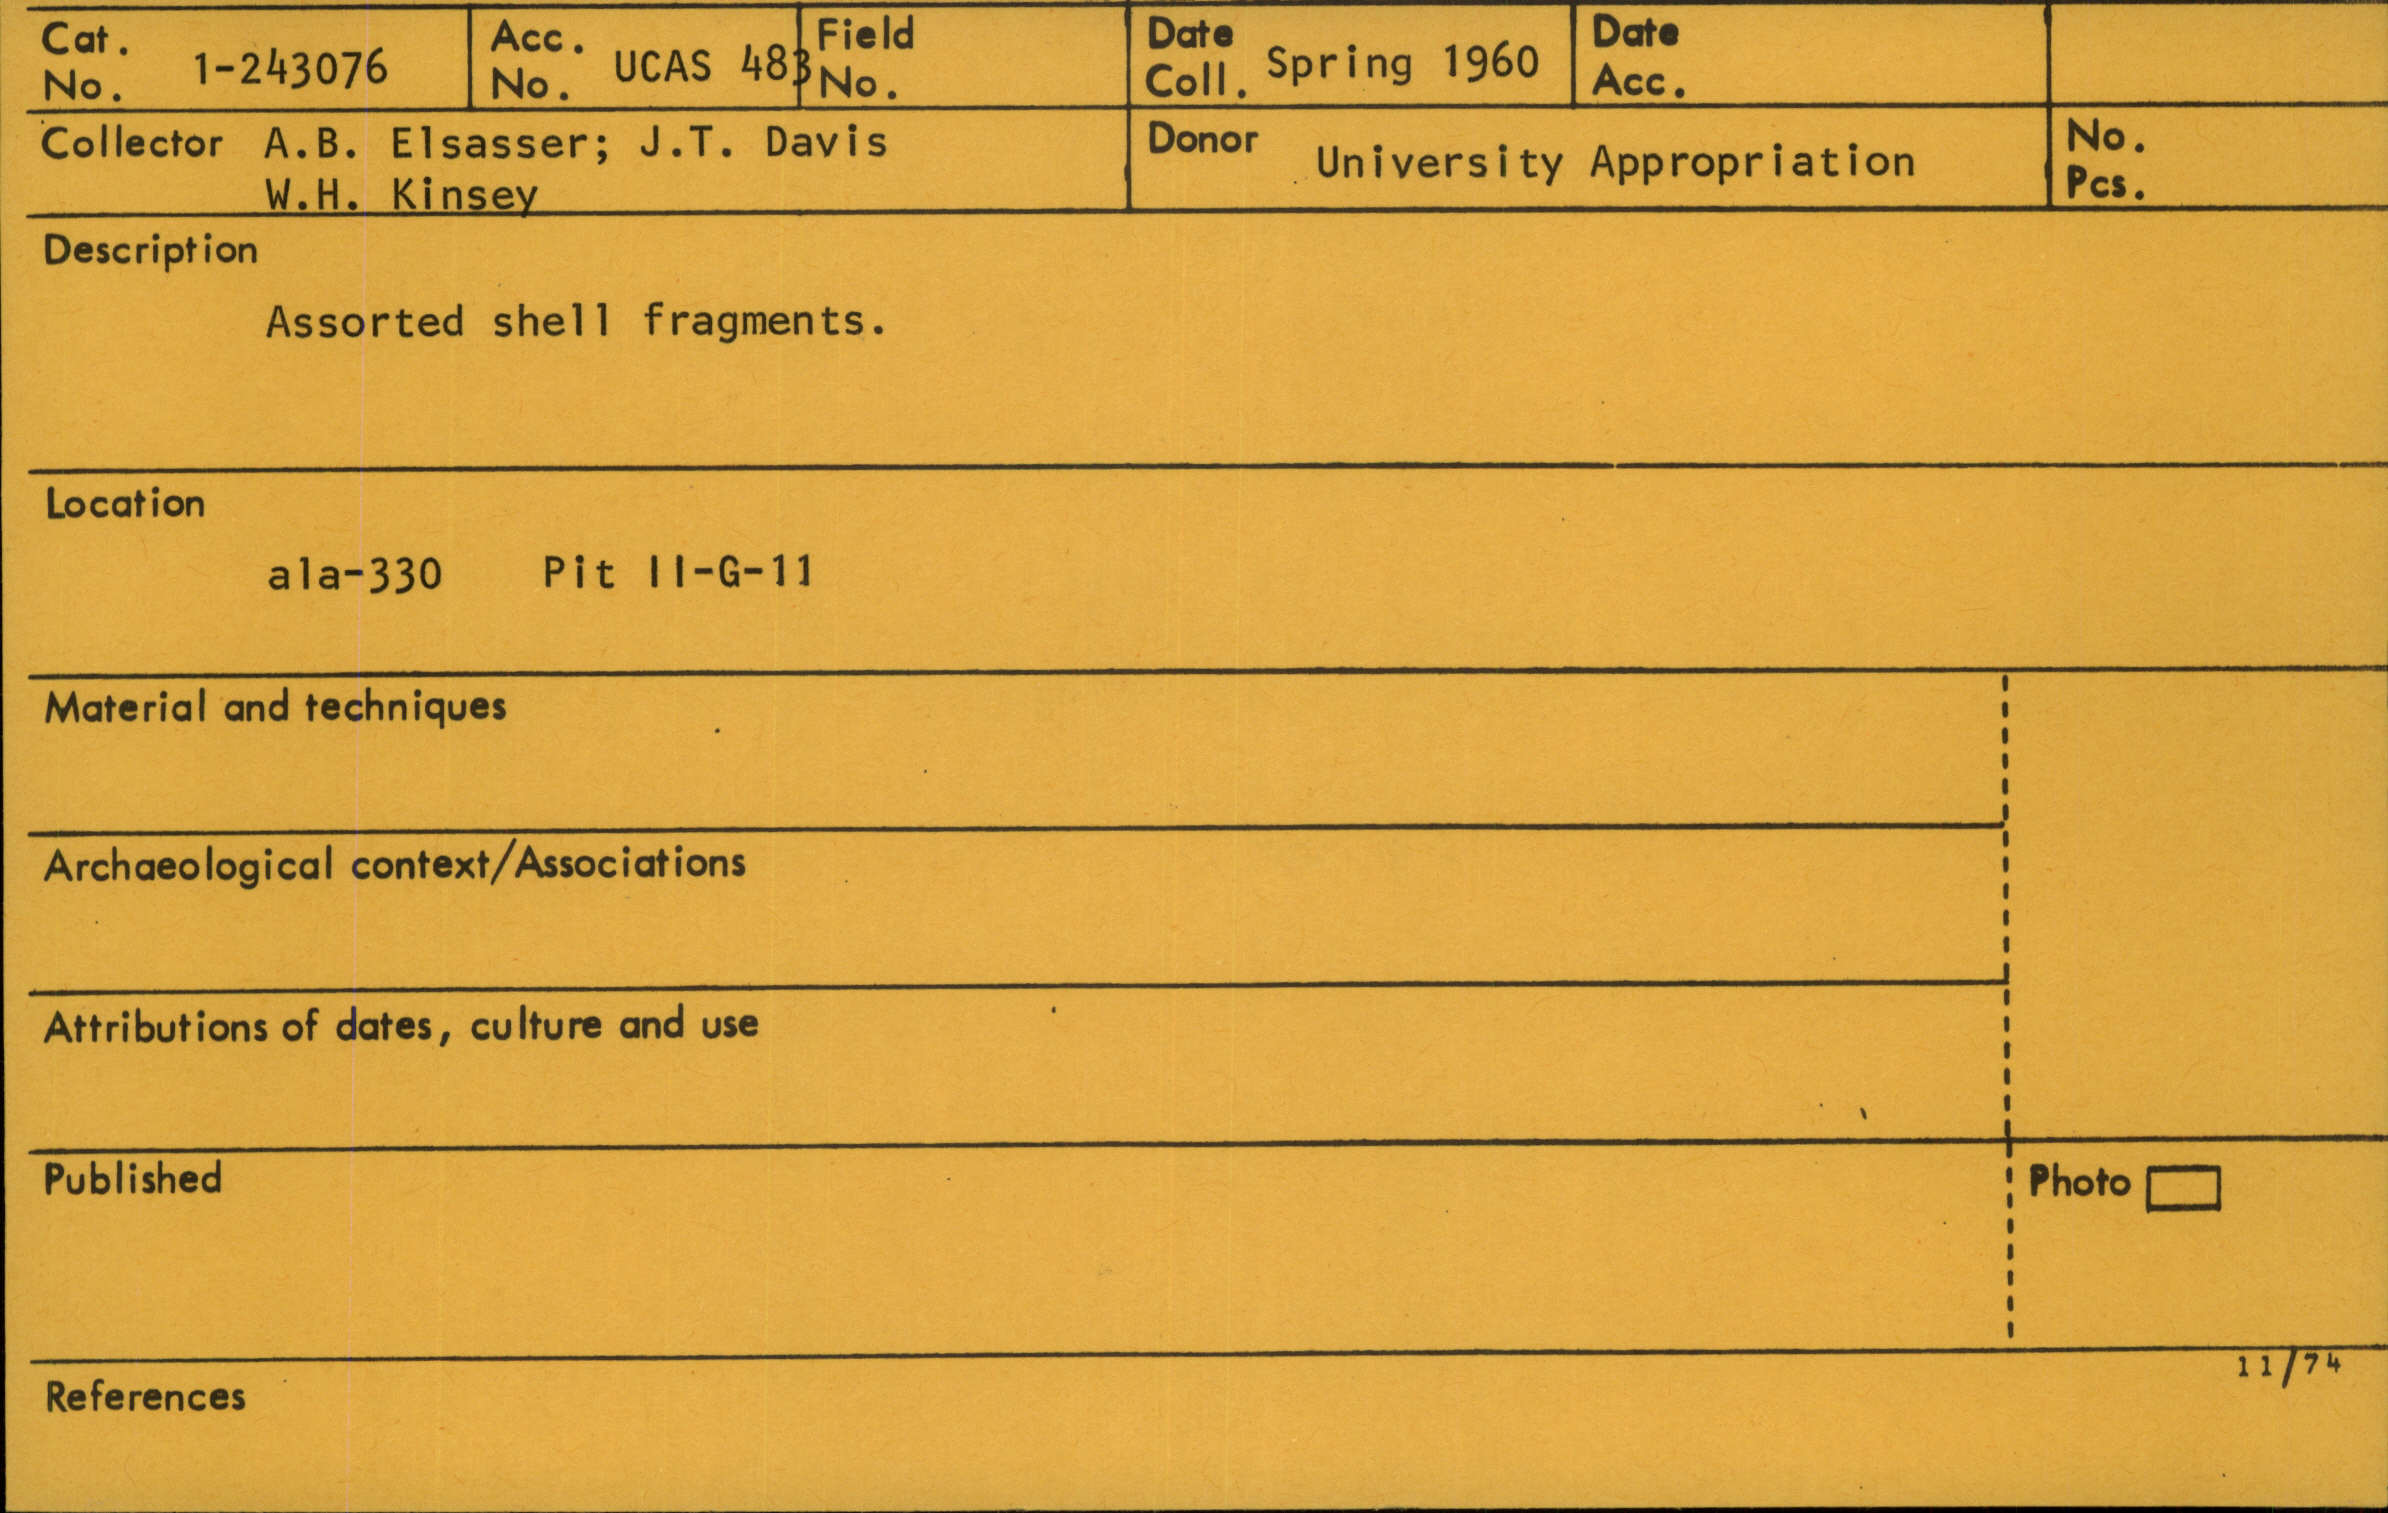 Cat. No. 1-243076 Acc. No. UCAS 483 Field No. Date Coll. Spring 1960 Date Acc.
Collector A.B. Elsasser; J.T. Davis Donor University Appropriation No. Pcs.
W.H. Kinsey
Description
Assorted shell fragments.
Location
ala-330 Pit II-G-11
Material and techniques
Archaeological context/Associations
Attributions of dates, culture and use
Published Photo
11/74
References